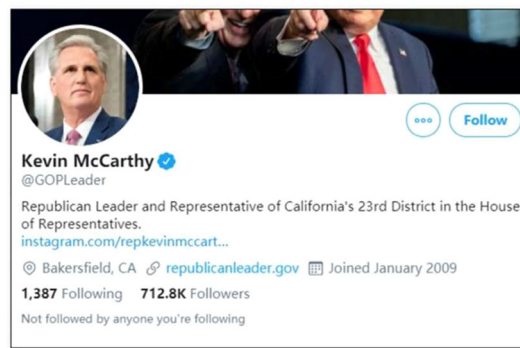 Follow
Kevin McCarthy
@GOPLeader
Republican Leader and Representative of California's 23rd District in the House
of Representatives.
instagram.com/repkevinmccart...
Bakersfield, CA republicanleader.gov Joined January 2009
1,387 Following 712.8K Followers
Not followed by anyone you're following